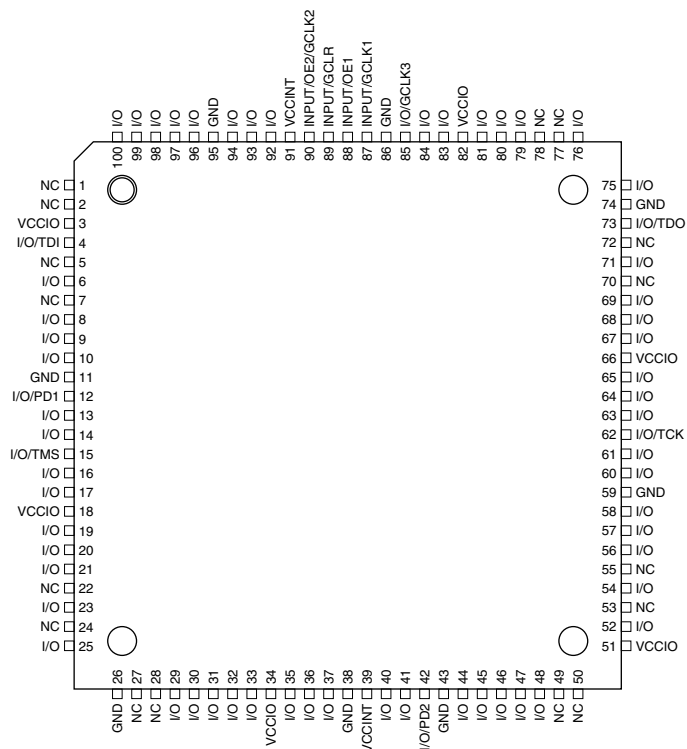 I/O I/O I/O I/O I/O GND I/O I/O I/O VCCINT INPUT/OE2/GCLK2 INPUT/GCLR INPUT/OE1 INPUT/GCLK1 GND I/O/GCLK3 I/O I/O VCCIO I/O I/O I/O NC NC I/O
100 99 98 97 96 95 94 93 92 91 90 89 88 87 86 85 84 83 82 81 80 79 78 77 76
NC 1 75 I/O
NC 2 74 GND
VCCIO 3 73 I/O/TDO
I/O/TDI 4 72 NC
NC 5 71 I/O
I/O 6 70 NC
NC 7 69 I/O
I/O 8 68 I/O
I/O 9 67 I/O
I/O 10 66 VCCIO
GND 11 65 I/O
I/O/PD1 12 64 I/O
I/O 13 63 I/O
I/O 14 62 I/O/TCK
I/O/TMS 15 61 I/O
I/O 16 60 I/O
I/O 17 59 GND
VCCIO 18 58 I/O
I/O 19 57 I/O
I/O 20 56 I/O
I/O 21 55 NC
NC 22 54 I/O
I/O 23 53 NC
NC 24 52 I/O
I/O 25 51 VCCIO
26 27 28 29 30 31 32 33 34 35 36 37 38 39 40 41 42 43 44 45 46 47 48 49 50
GND NC NC I/O I/O I/O I/O I/O VCCIO I/O I/O I/O GND VCCINT I/O I/O I/O/PD2 GND I/O I/O I/O I/O I/O NC NC